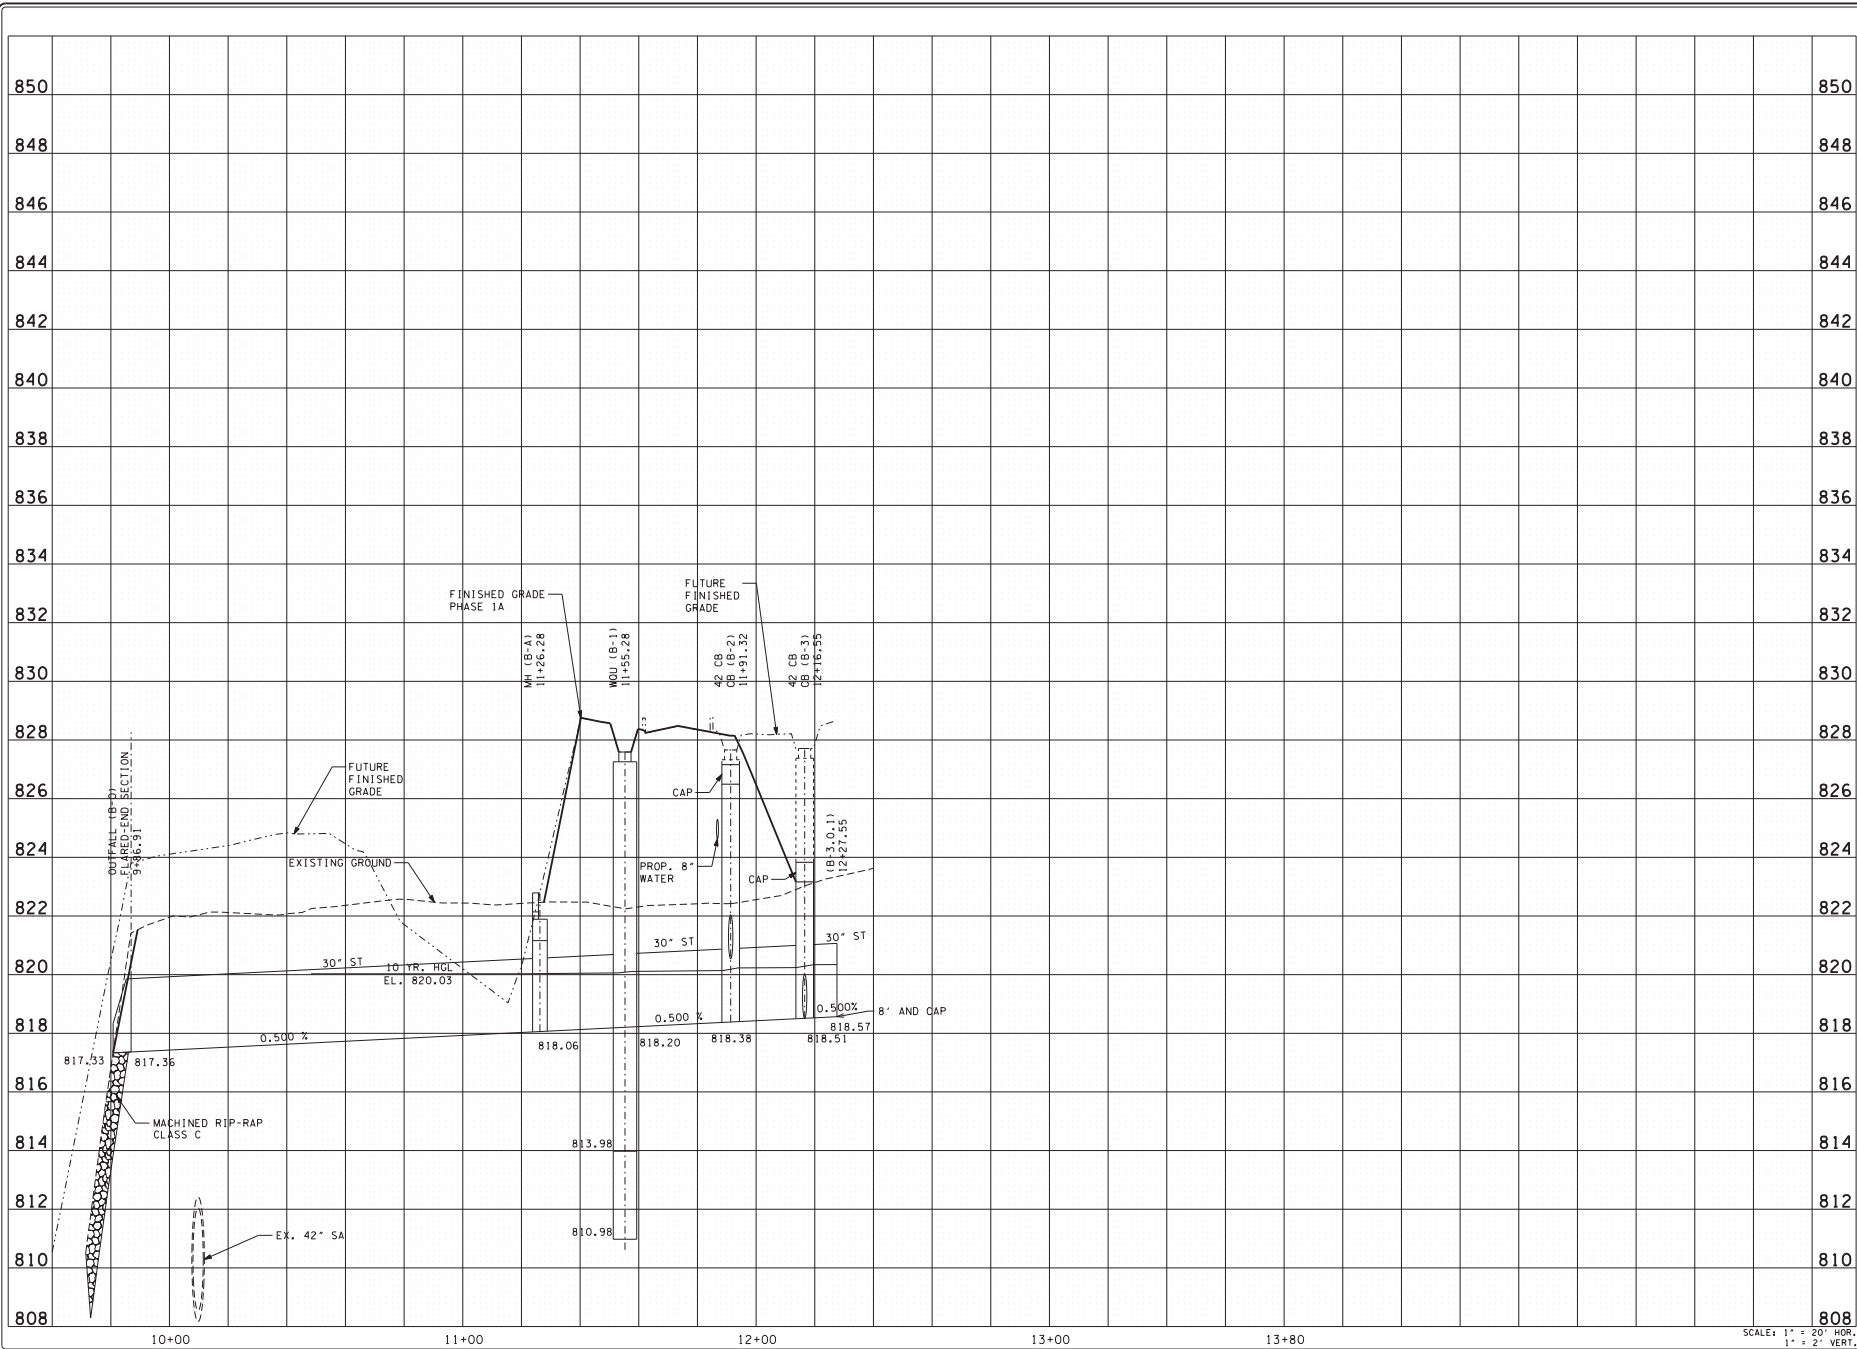 850 850
848 848
846 846
844 844
842 842
840 840
838 838
836 836
834 834
832 832
830 830
828 828
826 826
824 824
822 822
820 820
818 818
816 816
814 814
812 812
810 810
808 808
FINISHED GRADE
PHASE 1A
FUTURE
FINISHED
GRADE
MH (B-A)
11+26.28
WQU (B-1)
11+55.28
42 CB
CB (B-2)
11+91.32
42 CB
CB (B-3)
12+16.55
OUTFALL (B-0)
FLARED-END SECTION
9+86.91
FUTURE
FINISHED
GRADE
CAP
(B-3.0.1)
12+27.55
EXISTING GROUND
PROP. 8"
WATER
CAP
30" ST
10 YR. HGL
EL. 820.03
30" ST
30" ST
0.500 %
0.500 %
0.500%
8' AND CAP
817.33
817.36
818.06
818.20
818.38
818.51
818.57
MACHINED RIP-RAP
CLASS C
813.98
EX. 42" SA
810.98
10+00 11+00 12+00 13+00 13+80
SCALE: 1" = 20' HOR.
1" = 2' VERT.